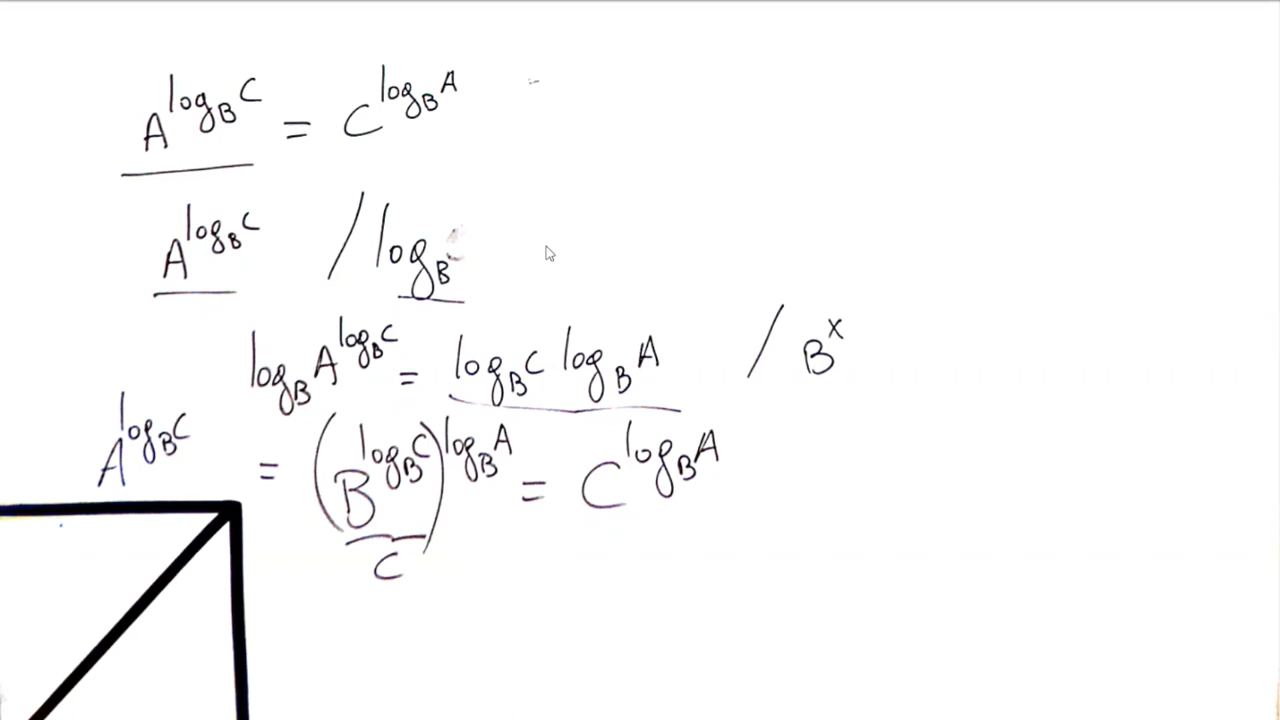 A^{log_B C} = C^{log_B A}
A^{log_B C} / log_B
log_B A^{log_B C} = log_B C log_B A / B^x
A^{log_B C} = (B^{log_B C})^{log_B A} = C^{log_B A}
C